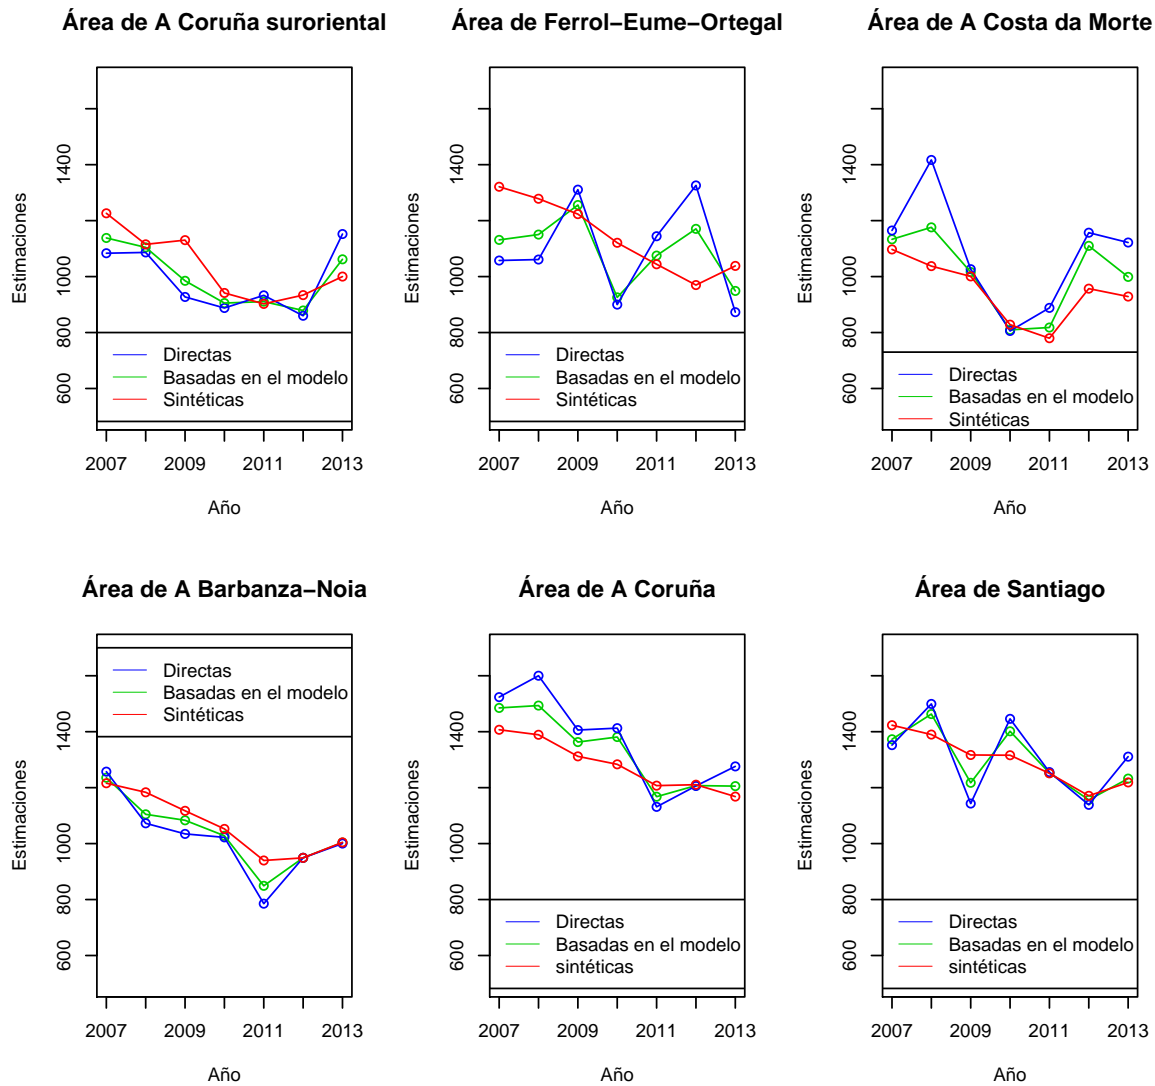 Área de A Coruña suroriental
Estimaciones
1400
1000
800
600
Directas
Basadas en el modelo
Sintéticas
2007 2009 2011 2013
Año
Área de Ferrol−Eume−Ortegal
Estimaciones
1400
1000
800
600
Directas
Basadas en el modelo
Sintéticas
2007 2009 2011 2013
Año
Área de A Costa da Morte
Estimaciones
1400
1000
800
600
Directas
Basadas en el modelo
Sintéticas
2007 2009 2011 2013
Año
Área de A Barbanza−Noia
Estimaciones
Directas
Basadas en el modelo
Sintéticas
1400
1000
800
600
2007 2009 2011 2013
Año
Área de A Coruña
Estimaciones
1400
1000
800
600
Directas
Basadas en el modelo
sintéticas
2007 2009 2011 2013
Año
Área de Santiago
Estimaciones
1400
1000
800
600
Directas
Basadas en el modelo
sintéticas
2007 2009 2011 2013
Año